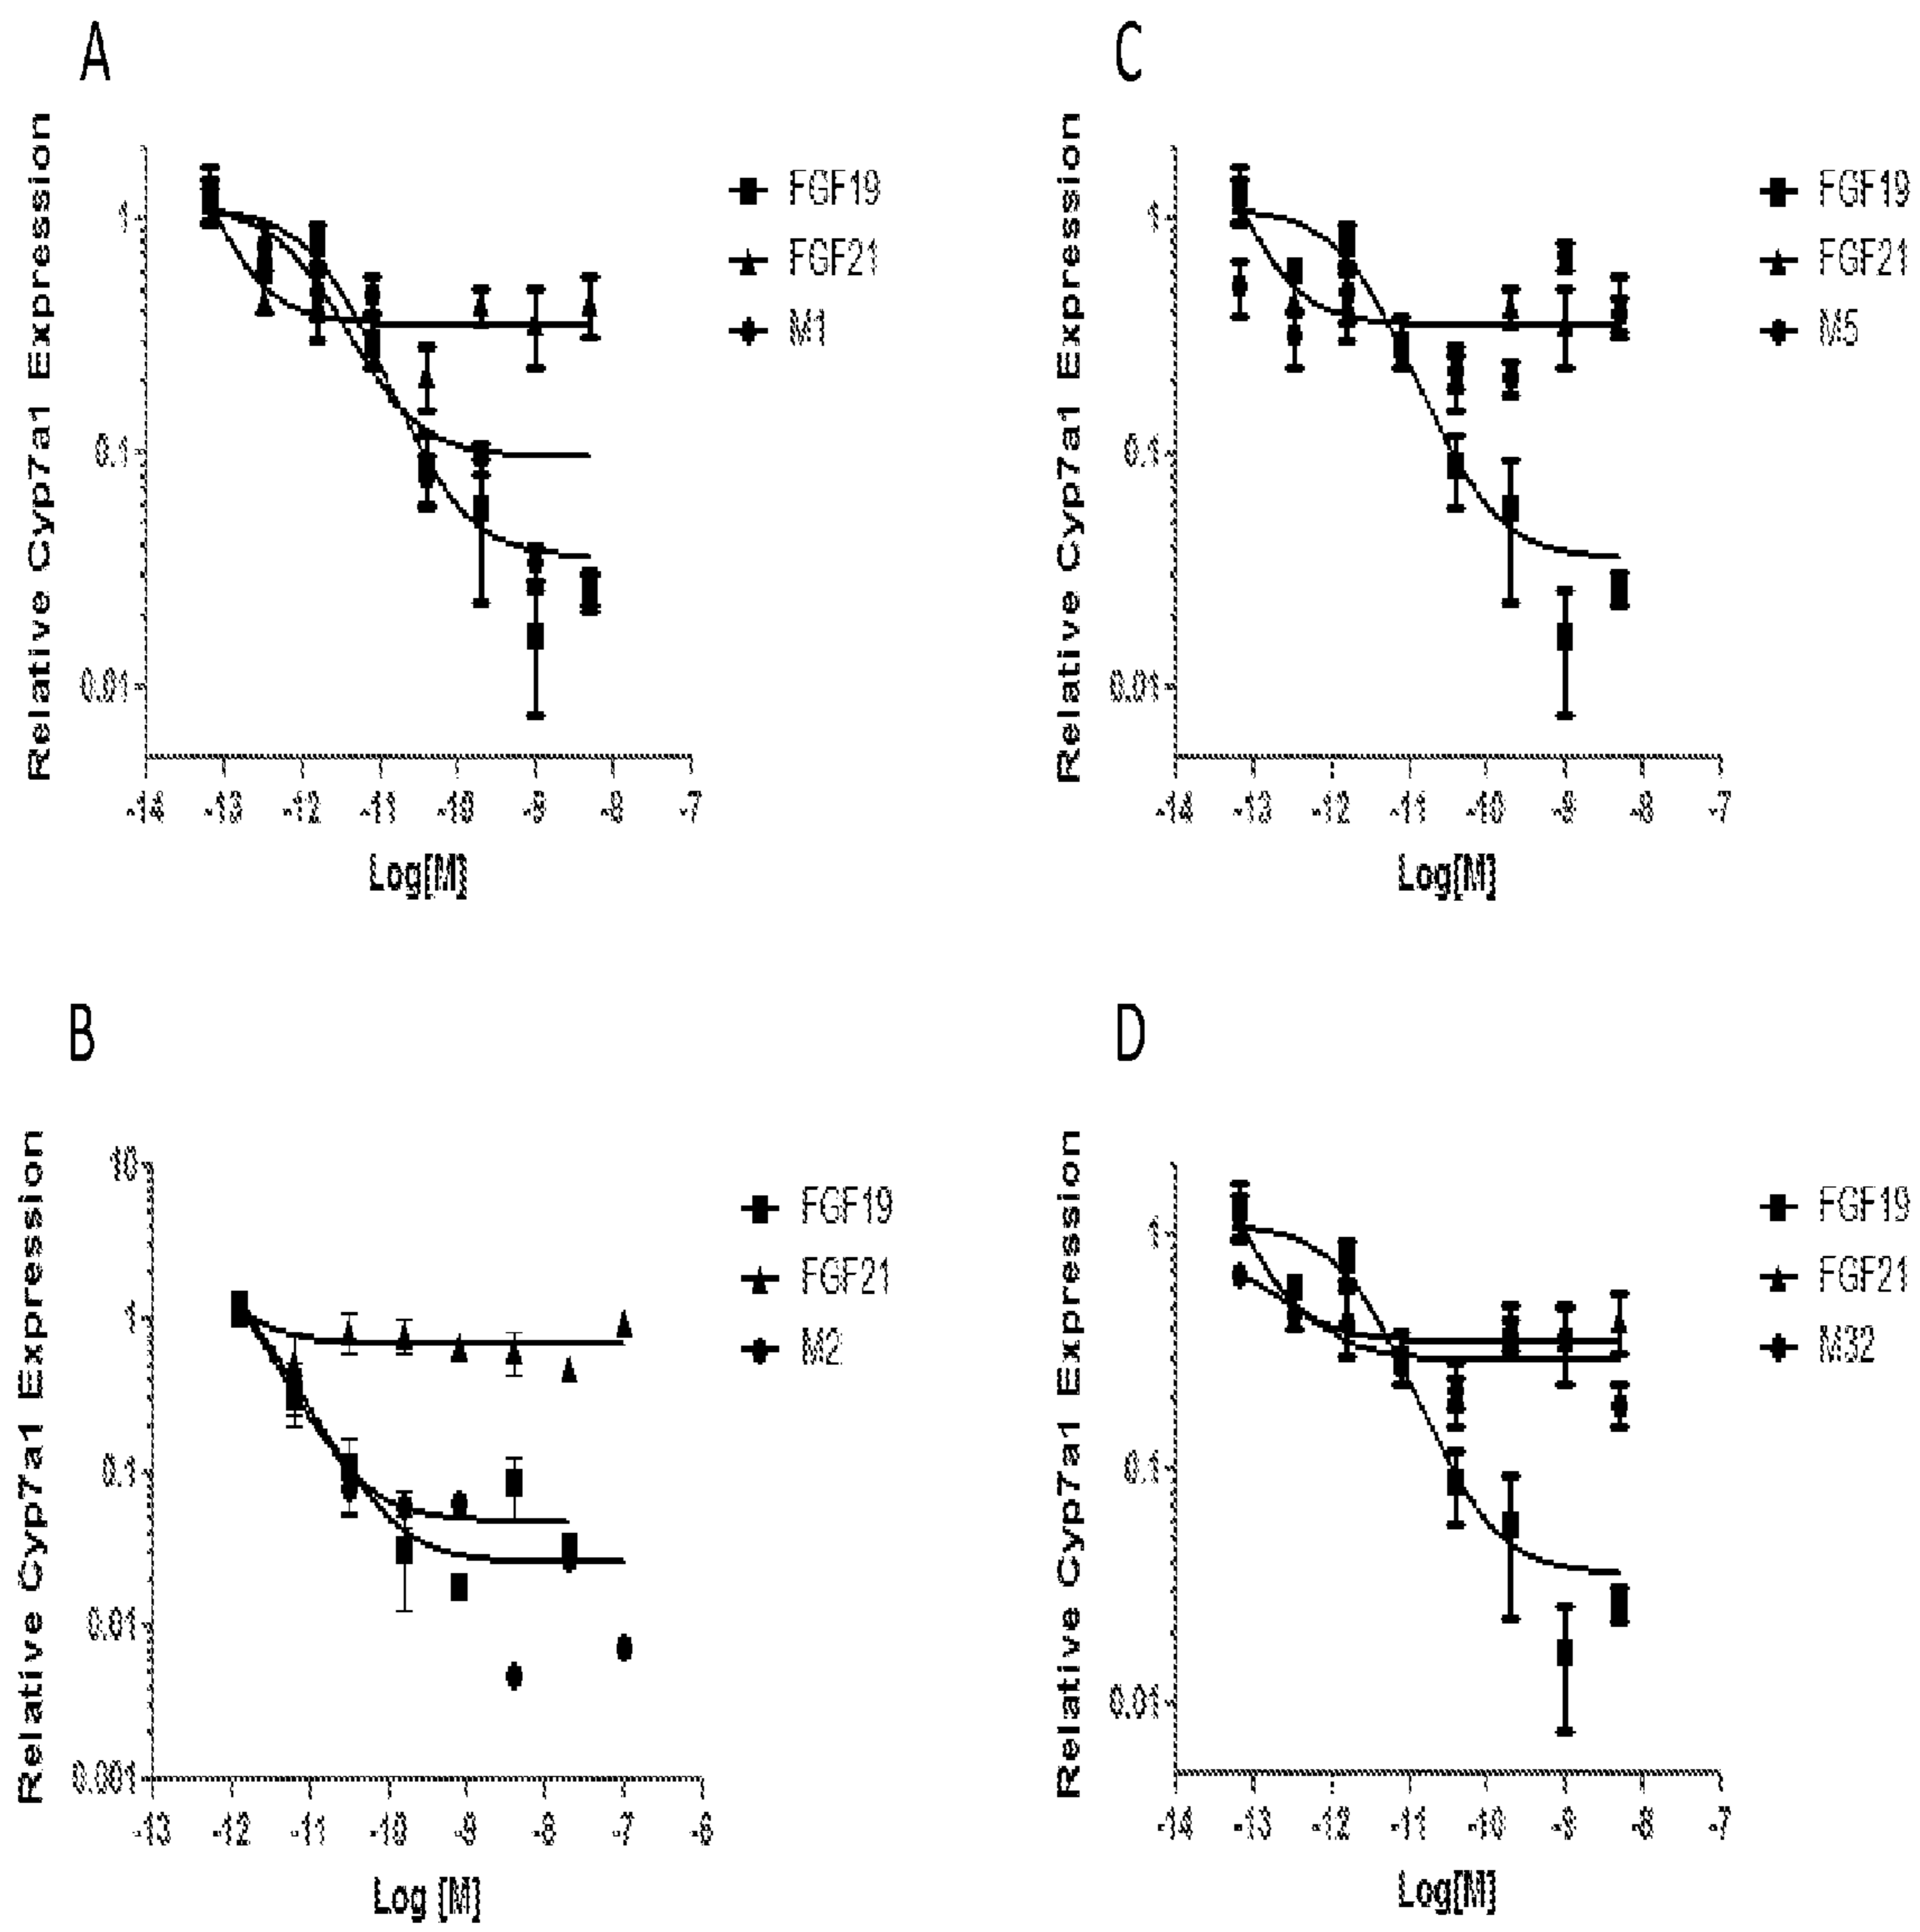 A
Relative Cyp7a1 Expression
1
0.1
0.01
-14 -13 -12 -11 -10 -9 -8 -7
Log[M]
FGF19
FGF21
M1
C
Relative Cyp7a1 Expression
1
0.1
0.01
-14 -13 -12 -11 -10 -9 -8 -7
Log[M]
FGF19
FGF21
M5
B
Relative Cyp7a1 Expression
10
1
0.1
0.01
0.001
-13 -12 -11 -10 -9 -8 -7 -6
Log [M]
FGF19
FGF21
M2
D
Relative Cyp7a1 Expression
1
0.1
0.01
-14 -13 -12 -11 -10 -9 -8 -7
Log[M]
FGF19
FGF21
M32